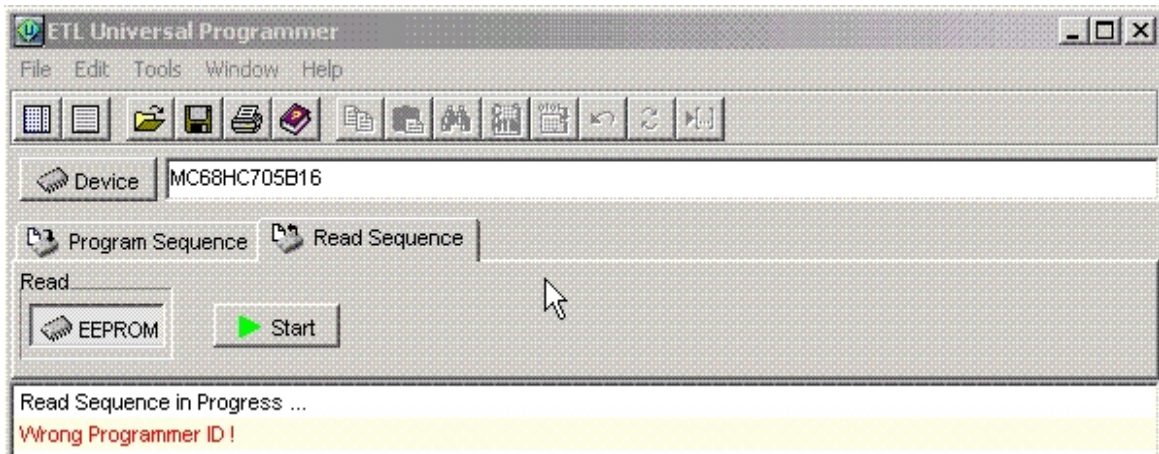 ETL Universal Programmer
File Edit Tools Window Help
Device MC68HC705B16
Program Sequence Read Sequence
Read
EEPROM Start
Read Sequence in Progress ...
Wrong Programmer ID !